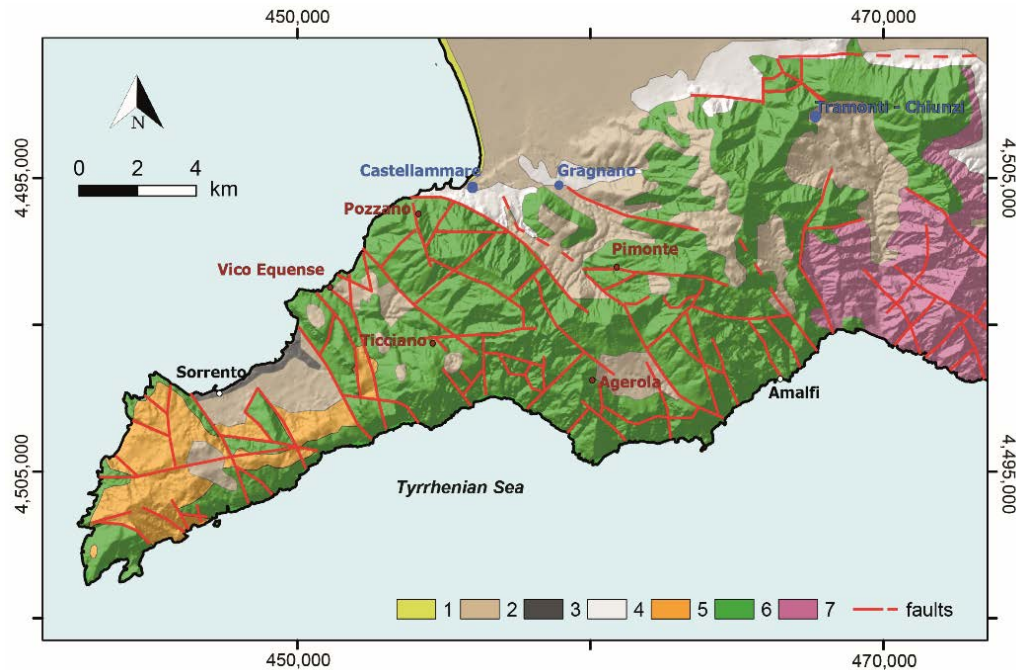 450,000 470,000
N
0 2 4
km
4,495,000
4,505,000
Tramonti - Chiunzi
Castellammare
Gragnano
Pozzano
Pimonte
Vico Equense
Ticciano
Sorrento
Agerola
Amalfi
4,505,000
4,495,000
Tyrrhenian Sea
1 2 3 4 5 6 7 faults
450,000 470,000